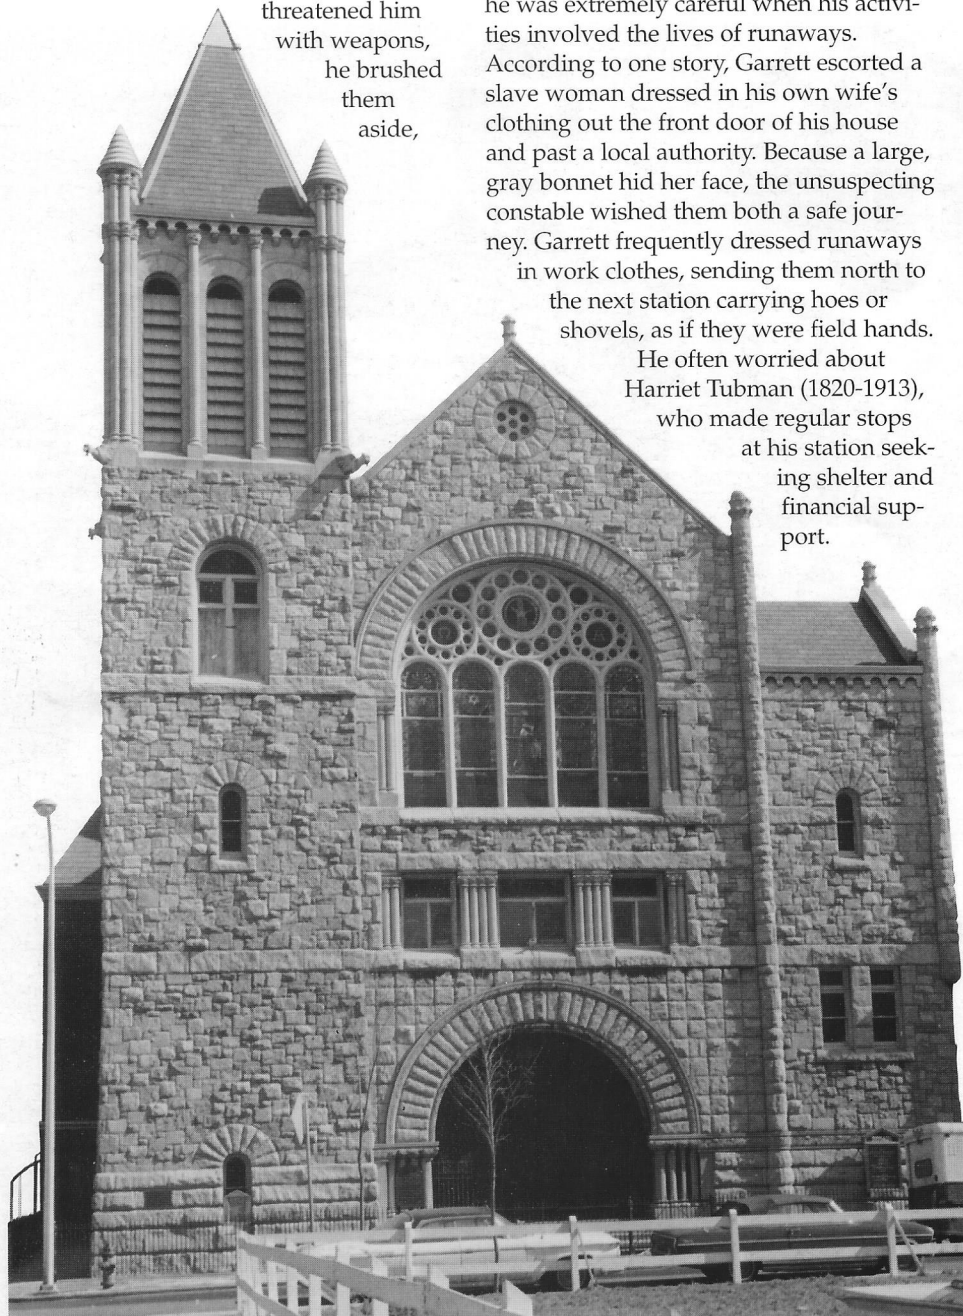 threatened him
with weapons,
he brushed
them
aside,
he was extremely careful when his activi-
ties involved the lives of runaways.
According to one story, Garrett escorted a
slave woman dressed in his own wife's
clothing out the front door of his house
and past a local authority. Because a large,
gray bonnet hid her face, the unsuspecting
constable wished them both a safe jour-
ney. Garrett frequently dressed runaways
in work clothes, sending them north to
the next station carrying hoes or
shovels, as if they were field hands.
He often worried about
Harriet Tubman (1820-1913),
who made regular stops
at his station seek-
ing shelter and
financial sup-
port.